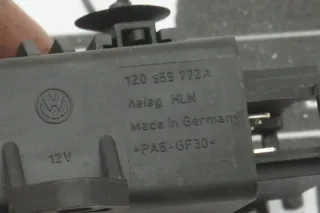 1Z0 959 772A
helag HLN
Made in Germany
>PA6-GF30<
12V